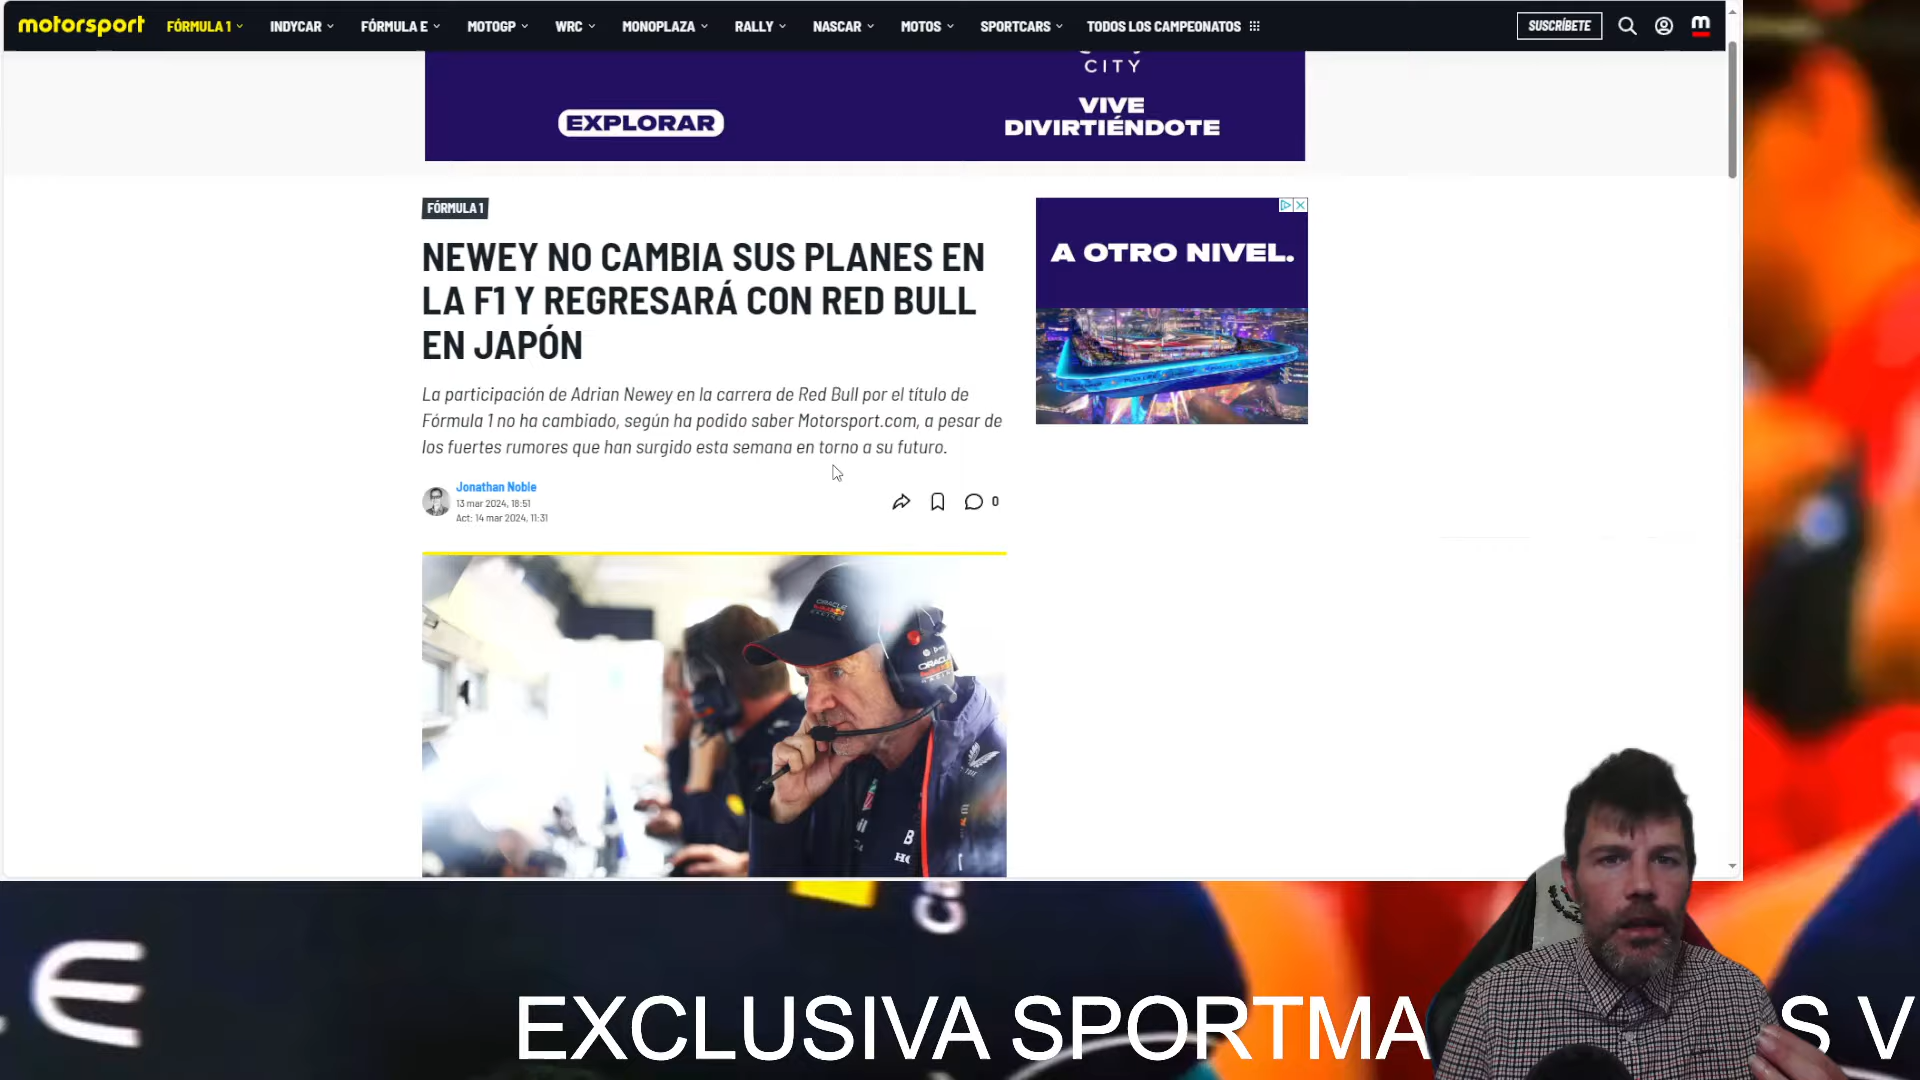 motorsport
FÓRMULA 1 INDYCAR FÓRMULA E MOTOGP WRC MONOPLAZA RALLY NASCAR MOTOS SPORTCARS TODOS LOS CAMPEONATOS
SUSCRÍBETE
m
CITY
VIVE
DIVIRTIÉNDOTE
EXPLORAR
FÓRMULA 1
NEWEY NO CAMBIA SUS PLANES EN
LA F1 Y REGRESARÁ CON RED BULL
EN JAPÓN
La participación de Adrian Newey en la carrera de Red Bull por el título de
Fórmula 1 no ha cambiado, según ha podido saber Motorsport.com, a pesar de
los fuertes rumores que han surgido esta semana en torno a su futuro.
Jonathan Noble
13 mar 2024, 18:51
Act: 14 mar 2024, 11:31
0
A OTRO NIVEL.
ORACLE
ORACLE
EXCLUSIVA SPORTMA
S V